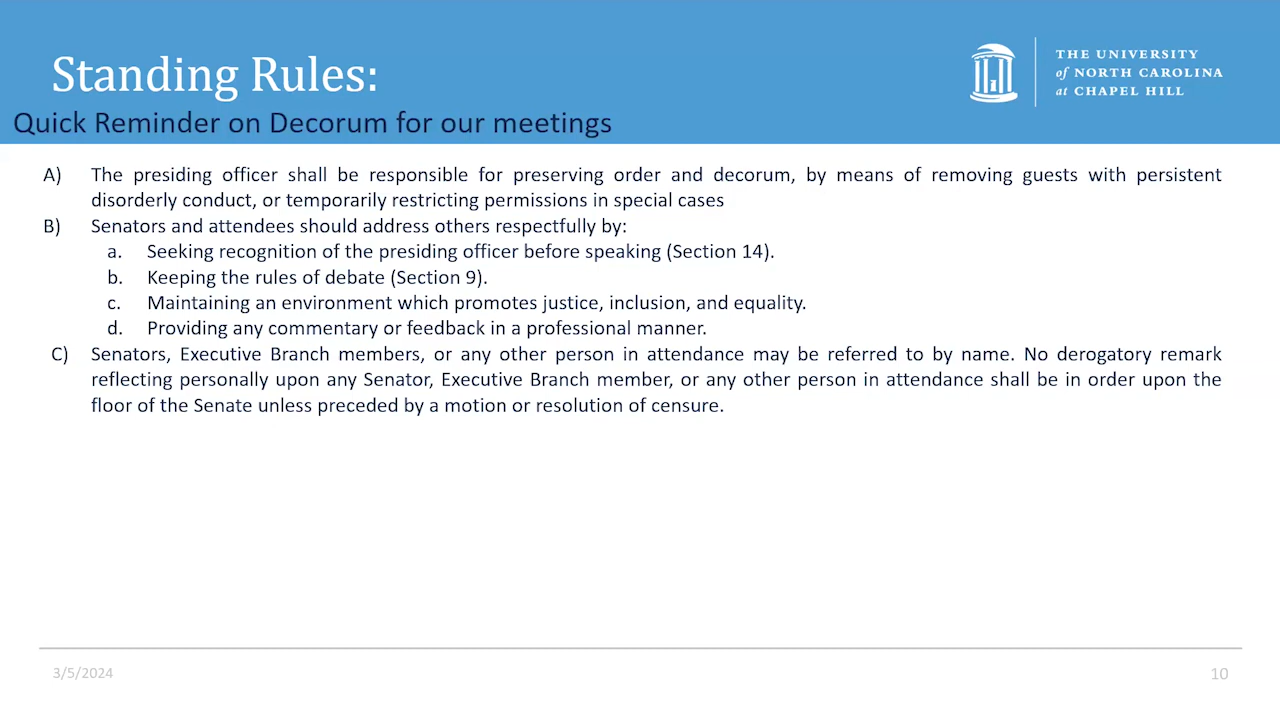 Standing Rules:
Quick Reminder on Decorum for our meetings
THE UNIVERSITY
of NORTH CAROLINA
at CHAPEL HILL
A) The presiding officer shall be responsible for preserving order and decorum, by means of removing guests with persistent
disorderly conduct, or temporarily restricting permissions in special cases
B) Senators and attendees should address others respectfully by:
a. Seeking recognition of the presiding officer before speaking (Section 14).
b. Keeping the rules of debate (Section 9).
c. Maintaining an environment which promotes justice, inclusion, and equality.
d. Providing any commentary or feedback in a professional manner.
C) Senators, Executive Branch members, or any other person in attendance may be referred to by name. No derogatory remark
reflecting personally upon any Senator, Executive Branch member, or any other person in attendance shall be in order upon the
floor of the Senate unless preceded by a motion or resolution of censure.
3/5/2024
10